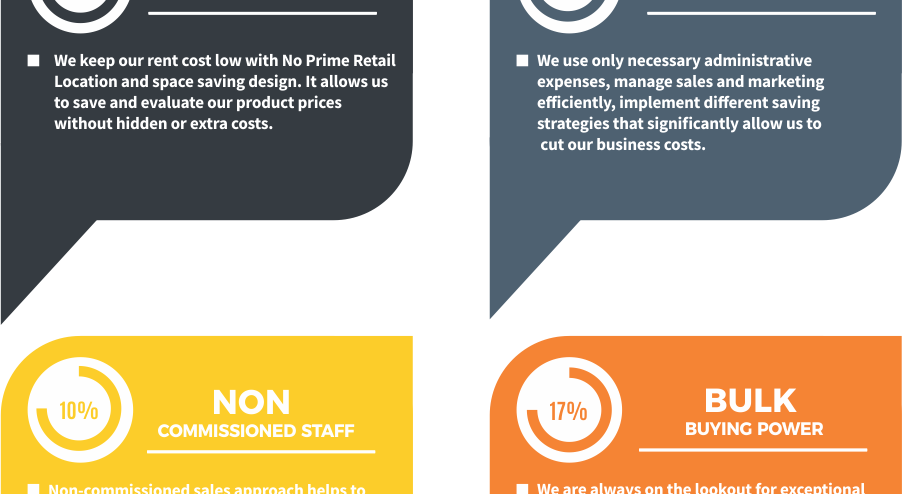 We keep our rent cost low with No Prime Retail
Location and space saving design. It allows us
to save and evaluate our product prices
without hidden or extra costs.
We use only necessary administrative
expenses, manage sales and marketing
efficiently, implement different saving
strategies that significantly allow us to
cut our business costs.
10%
NON
COMMISSIONED STAFF
Non-commissioned sales approach helps to
17%
BULK
BUYING POWER
We are always on the lookout for exceptional